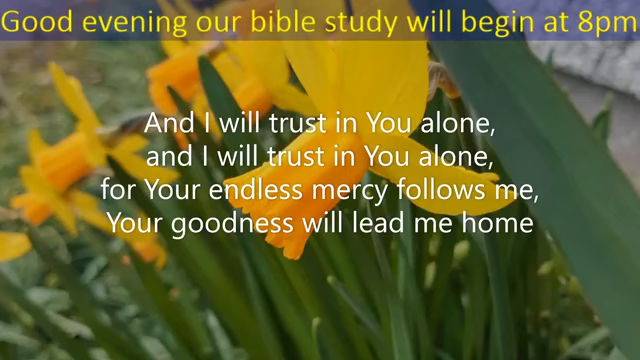 Good evening our bible study will begin at 8pm
And I will trust in You alone,
and I will trust in You alone,
for Your endless mercy follows me,
Your goodness will lead me home